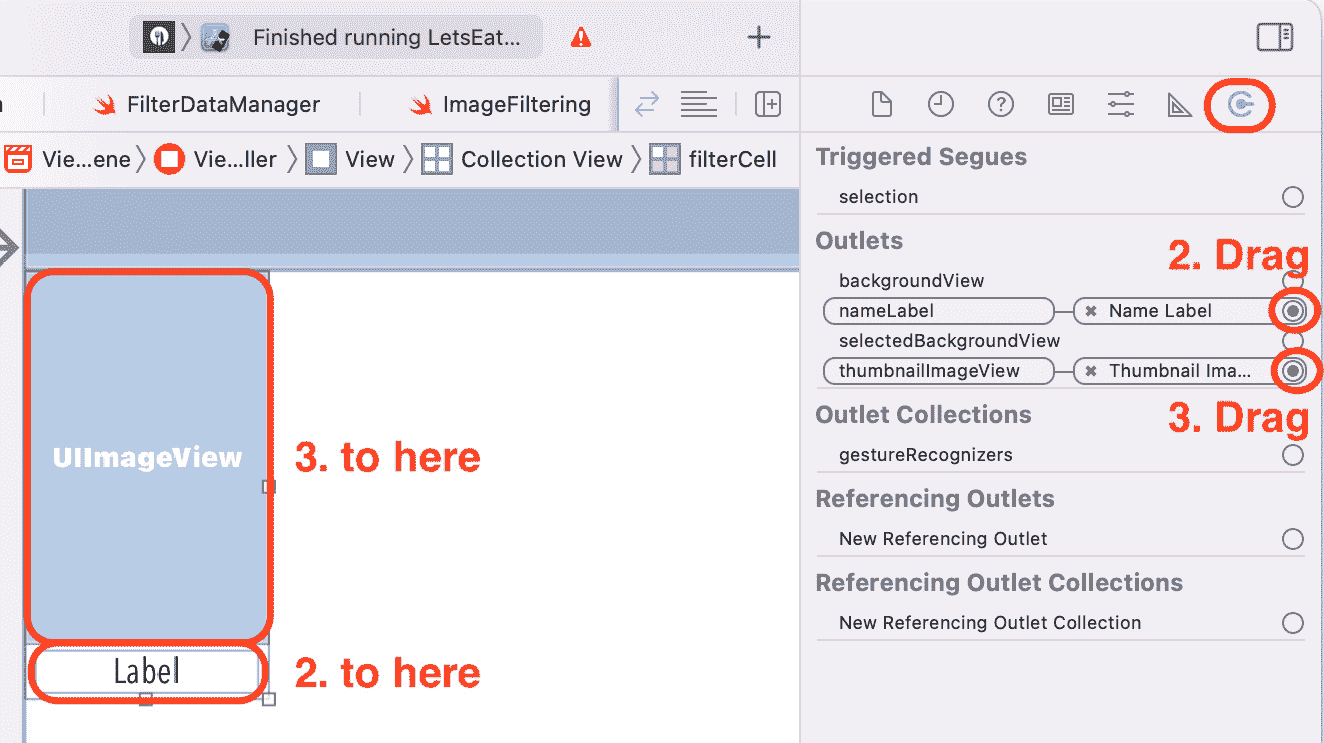 Finished running LetsEat...
FilterDataManager
ImageFiltering
Vie...ene
Vie...ller
View
Collection View
filterCell
Triggered Segues
selection
Outlets
2. Drag
backgroundView
nameLabel
Name Label
selectedBackgroundView
thumbnailImageView
Thumbnail Ima...
Outlet Collections
3. Drag
gestureRecognizers
Referencing Outlets
New Referencing Outlet
Referencing Outlet Collections
New Referencing Outlet Collection
UIImageView
3. to here
Label
2. to here